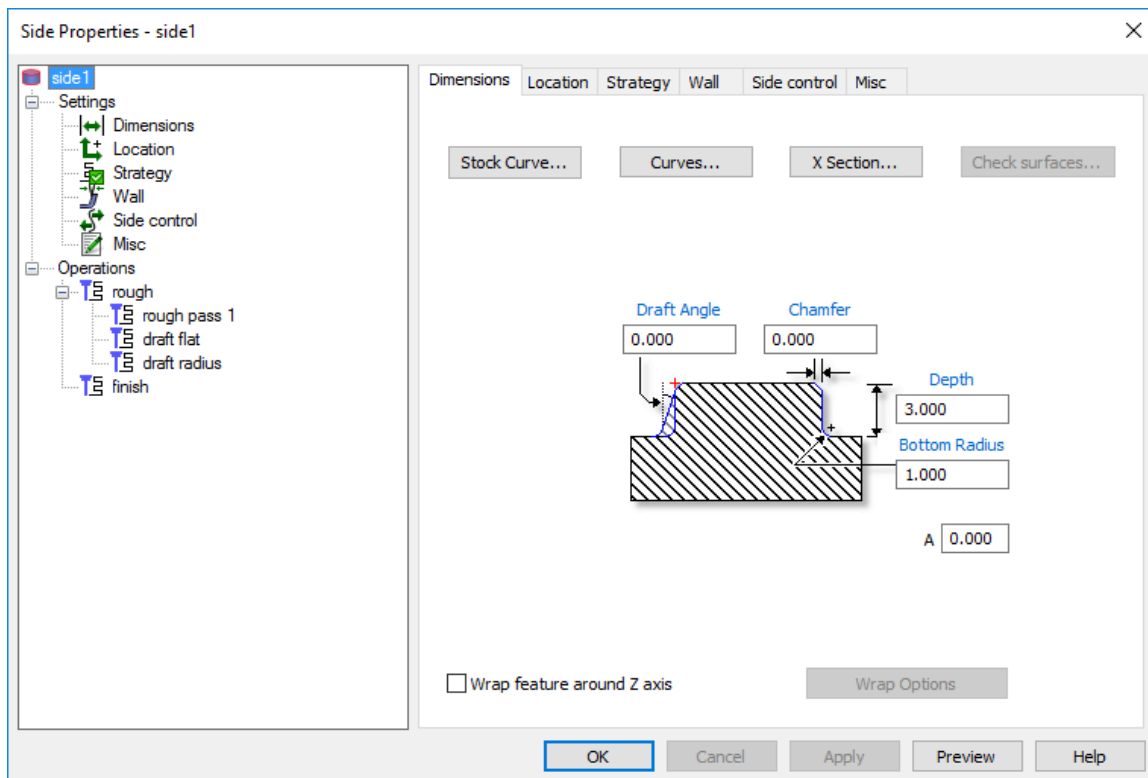 Side Properties - side1
side1
Settings
Dimensions
Location
Strategy
Wall
Side control
Misc
Operations
rough
rough pass 1
draft flat
draft radius
finish
Dimensions Location Strategy Wall Side control Misc
Stock Curve... Curves... X Section... Check surfaces...
Draft Angle Chamfer
0.000 0.000
Depth
3.000
Bottom Radius
1.000
A 0.000
Wrap feature around Z axis Wrap Options
OK Cancel Apply Preview Help